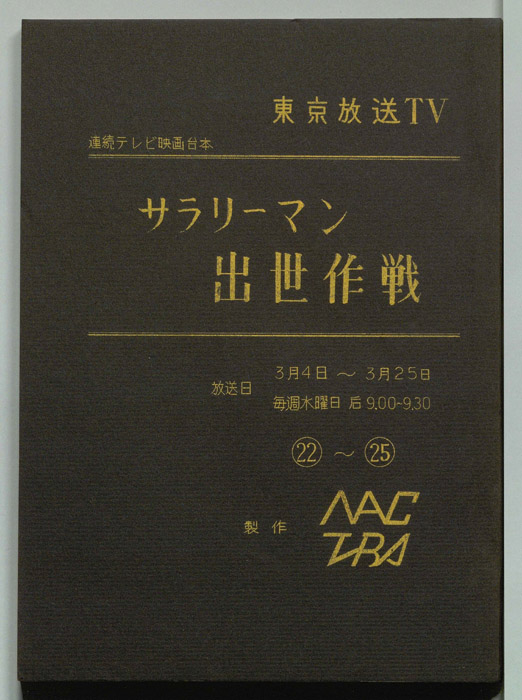 東京放送TV
連続テレビ映画台本
サラリーマン
出世作戦
放送日 3月4日 〜 3月25日
毎週水曜日 后 9.00〜9.30
㉒ 〜 ㉕
製作 NAC
TBS